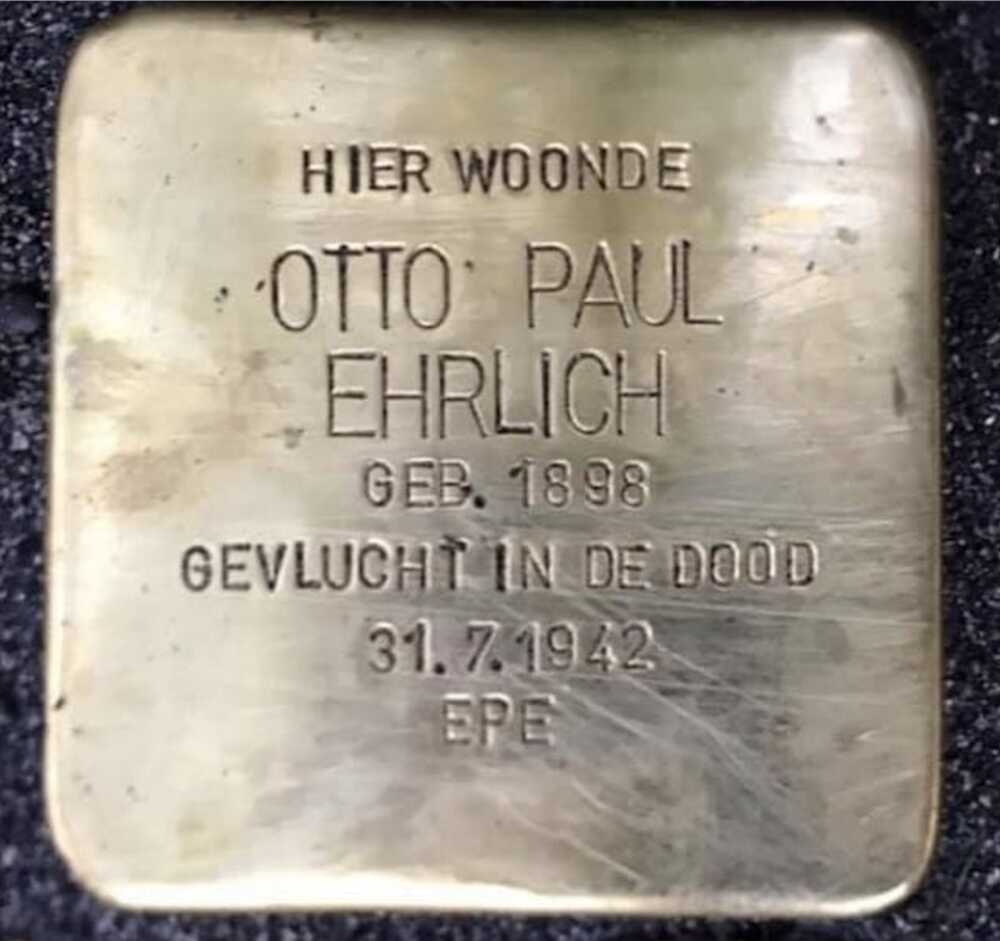 HIER WOONDE
OTTO PAUL
EHRLICH
GEB. 1898
GEVLUCHT IN DE DOOD
31.7.1942
EPE